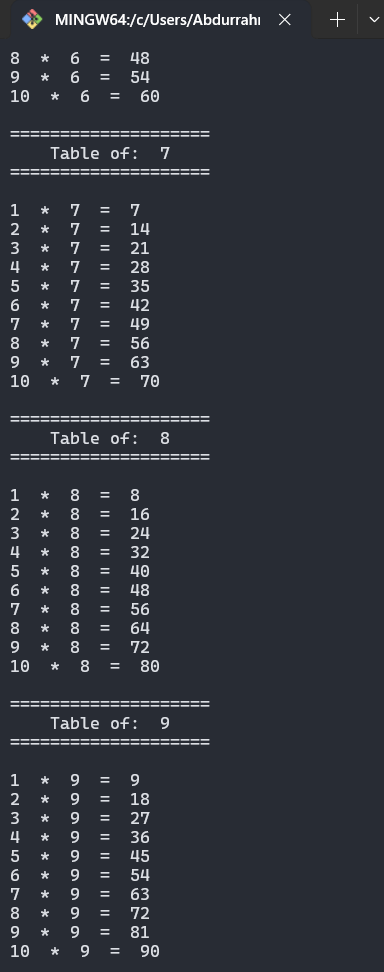 MINGW64:/c/Users/Abdurrah
8  *  6  =  48
9  *  6  =  54
10  *  6  =  60
====================
    Table of:  7
====================
1  *  7  =  7
2  *  7  =  14
3  *  7  =  21
4  *  7  =  28
5  *  7  =  35
6  *  7  =  42
7  *  7  =  49
8  *  7  =  56
9  *  7  =  63
10  *  7  =  70
====================
    Table of:  8
====================
1  *  8  =  8
2  *  8  =  16
3  *  8  =  24
4  *  8  =  32
5  *  8  =  40
6  *  8  =  48
7  *  8  =  56
8  *  8  =  64
9  *  8  =  72
10  *  8  =  80
====================
    Table of:  9
====================
1  *  9  =  9
2  *  9  =  18
3  *  9  =  27
4  *  9  =  36
5  *  9  =  45
6  *  9  =  54
7  *  9  =  63
8  *  9  =  72
9  *  9  =  81
10  *  9  =  90